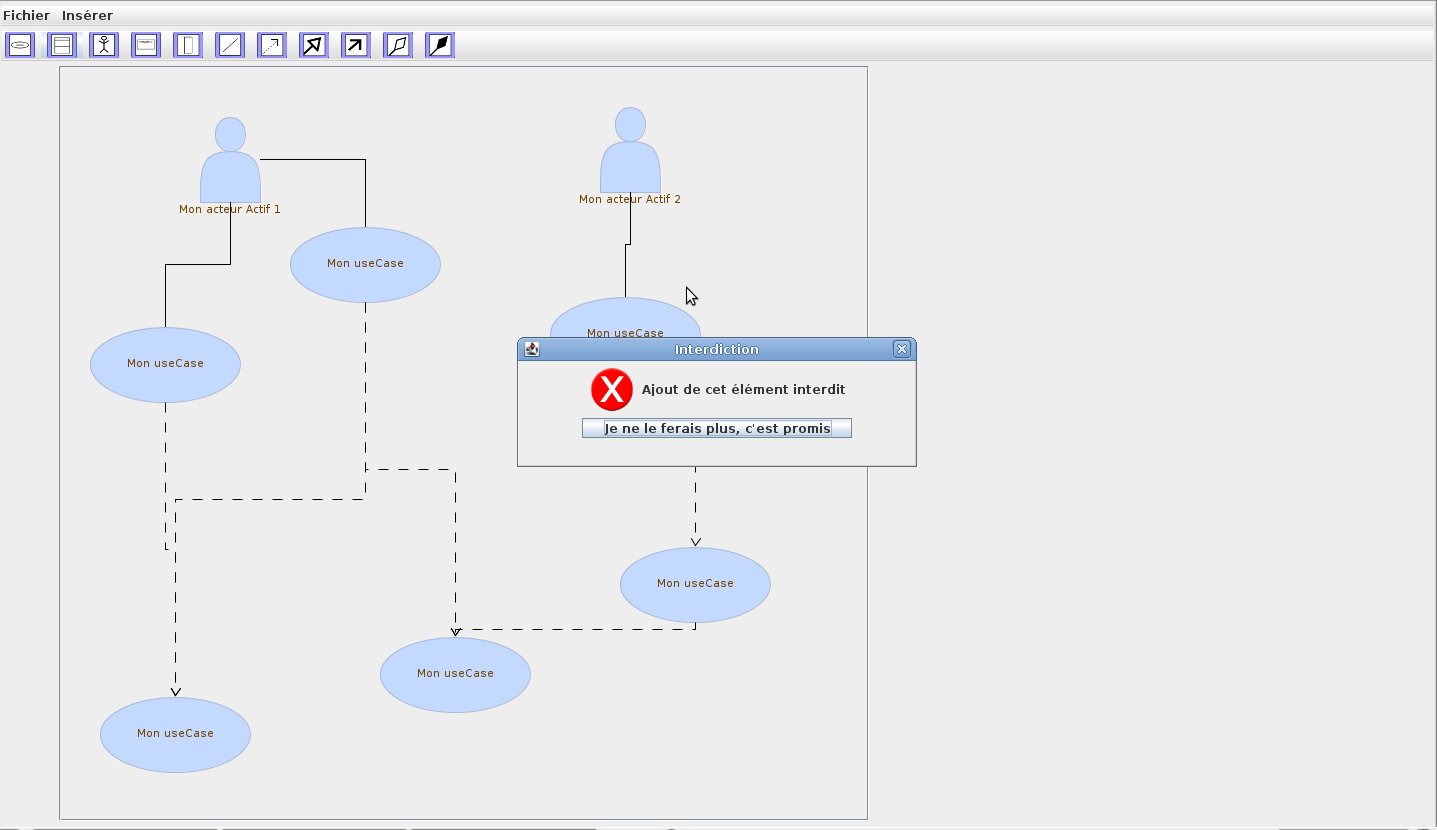 Fichier Insérer
Mon acteur Actif 1
Mon acteur Actif 2
Mon useCase
Mon useCase
Mon useCase
Interdiction
X
Ajout de cet élément interdit
Je ne le ferais plus, c'est promis
Mon useCase
Mon useCase
Mon useCase